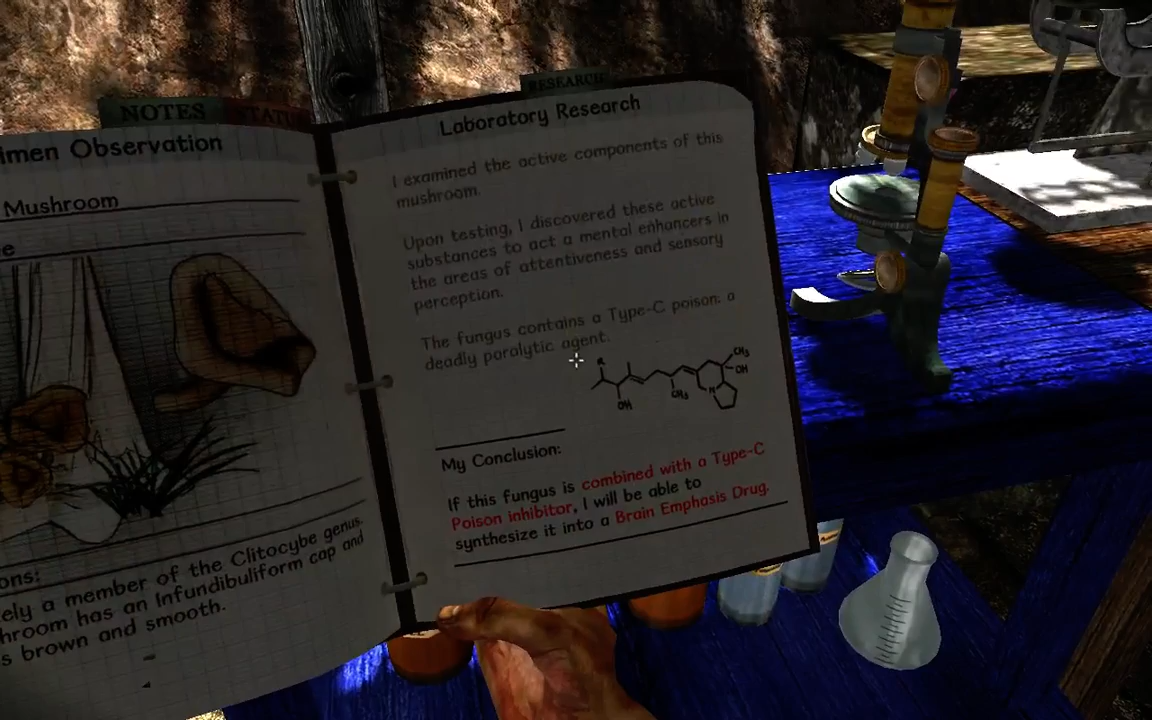 NOTES
RESEARCH
imen Observation
Mushroom
e
ons:
ely a member of the Clitocybe genus.
hroom has an Infundibuliform cap and
s brown and smooth.
Laboratory Research
I examined the active components of this
mushroom.
Upon testing, I discovered these active
substances to act a mental enhancers in
the areas of attentiveness and sensory
perception.
The fungus contains a Type-C poison: a
deadly paralytic agent.
R
CH₃
OH
OH
CH₃
N
My Conclusion:
If this fungus is combined with a Type-C
Poison inhibitor, I will be able to
synthesize it into a Brain Emphasis Drug.